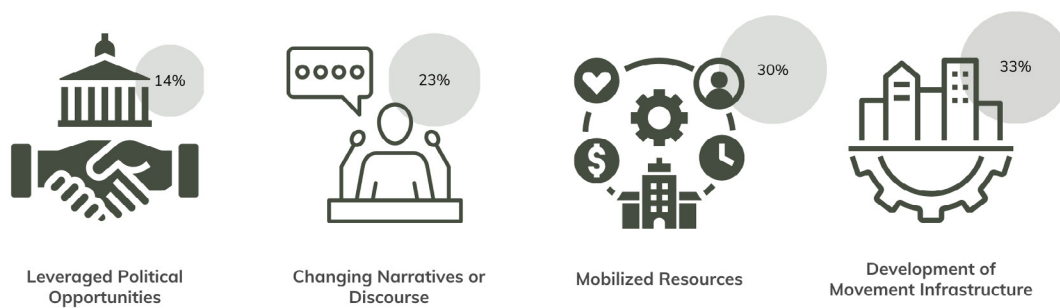 14%
23%
30%
33%
Leveraged Political
Opportunities
Changing Narratives or
Discourse
Mobilized Resources
Development of
Movement Infrastructure